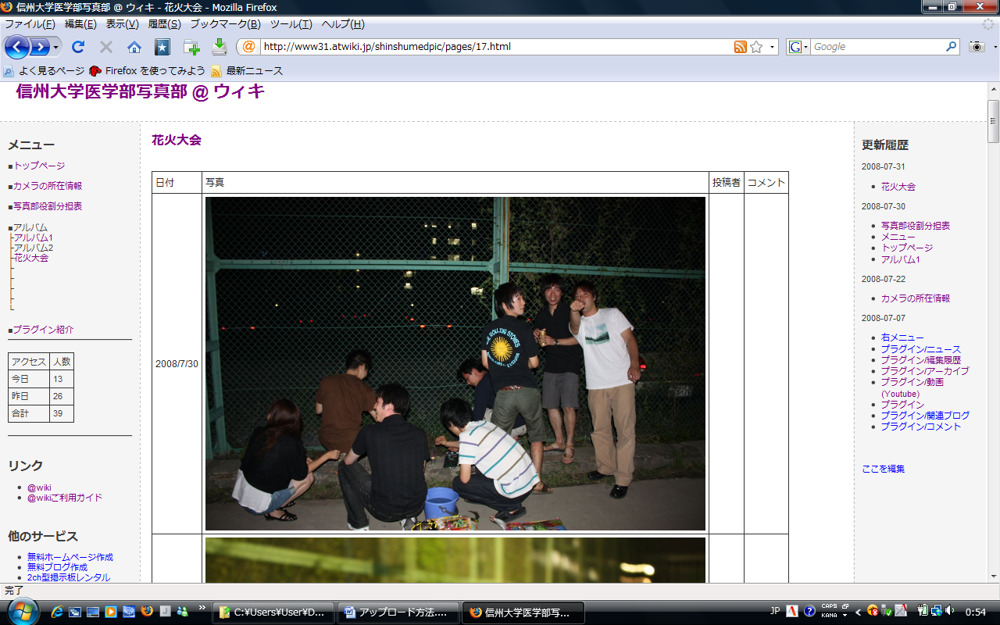 信州大学医学部写真部 @ ウィキ - 花火大会 - Mozilla Firefox
ファイル(F) 編集(E) 表示(V) 履歴(S) ブックマーク(B) ツール(T) ヘルプ(H)
http://www31.atwiki.jp/shinshumedpic/pages/17.html
Google
よく見るページ Firefox を使ってみよう 最新ニュース
信州大学医学部写真部 @ ウィキ
メニュー
■トップページ
■カメラの所在情報
■写真部役割分担表
■アルバム
├アルバム1
├アルバム2
├花火大会
├
├
├
├
└
■プラグイン紹介
アクセス 人数
今日 13
昨日 26
合計 39
リンク
@wiki
@wikiご利用ガイド
他のサービス
無料ホームページ作成
無料ブログ作成
2ch型掲示板レンタル
花火大会
日付 写真 投稿者 コメント
2008/7/30
THE ROLLING STONES
更新履歴
2008-07-31
花火大会
2008-07-30
写真部役割分担表
メニュー
トップページ
アルバム1
2008-07-22
カメラの所在情報
2008-07-07
右メニュー
プラグイン/ニュース
プラグイン/編集履歴
プラグイン/アーカイブ
プラグイン/動画
(Youtube)
プラグイン
プラグイン/関連ブログ
プラグイン/コメント
ここを編集
完了
C:¥Users¥User¥D... アップロード方法.... 信州大学医学部写... JP A CAPS KANA 0:54